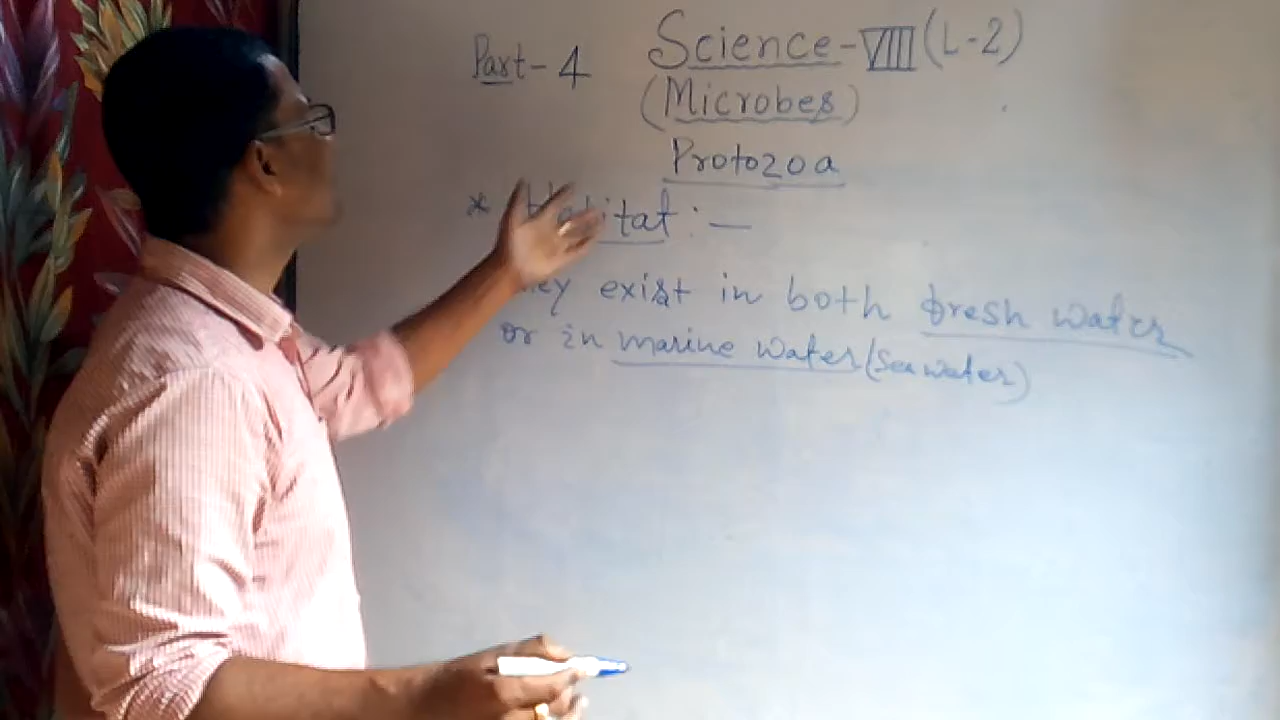 Part-4 Science-VIII (L-2)
(Microbes)
Protozoa
* Habitat:—
exist in both fresh water
or in marine water (Sea water)